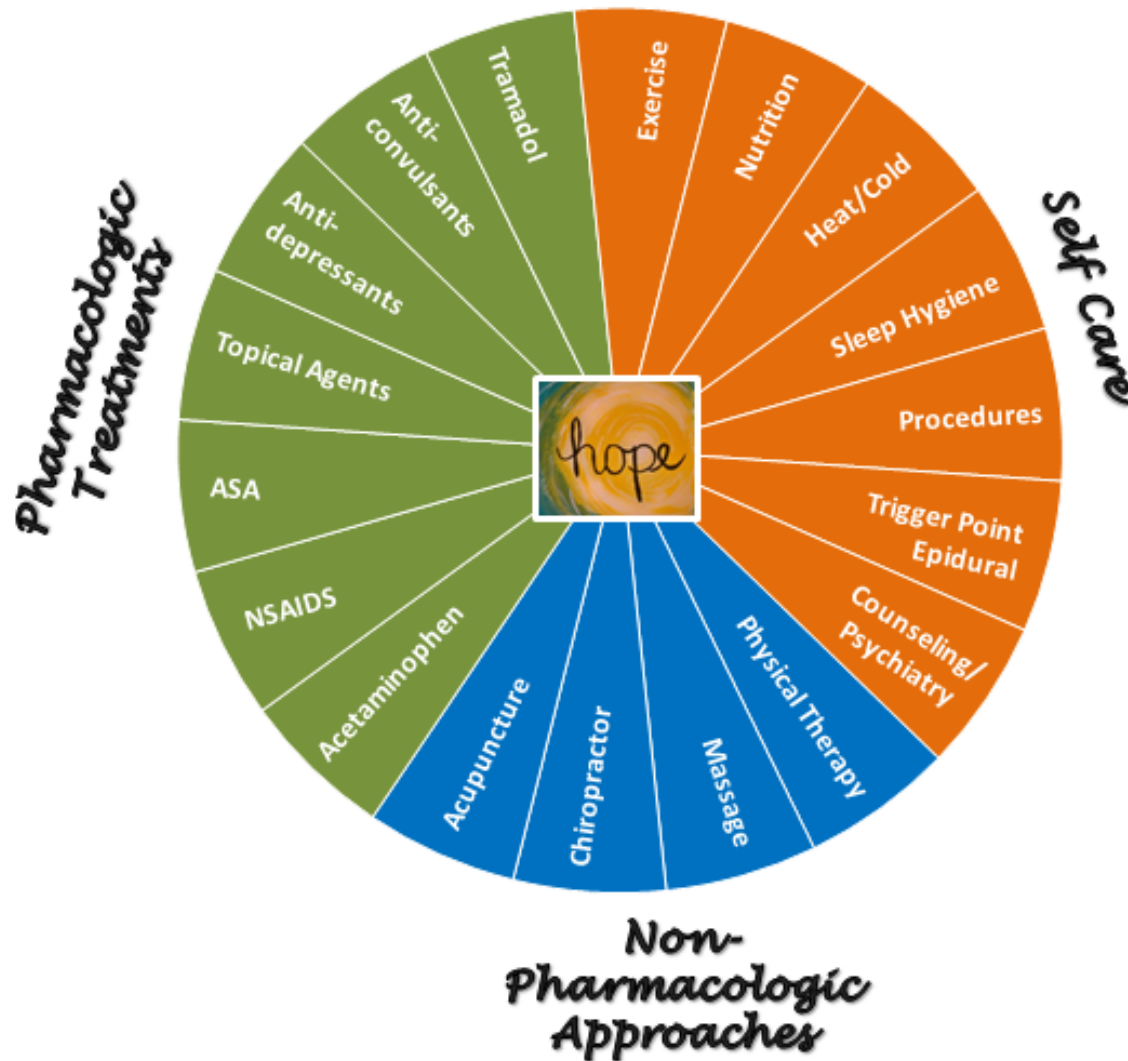 Pharmacologic
Treatments
Self Care
Non-
Pharmacologic
Approaches
Exercise
Nutrition
Heat/Cold
Sleep Hygiene
Procedures
Trigger Point
Epidural
Counseling/
Psychiatry
Physical Therapy
Massage
Chiropractor
Acupuncture
Acetaminophen
NSAIDS
ASA
Topical Agents
Anti-
depressants
Anti-
convulsants
Tramadol
hope